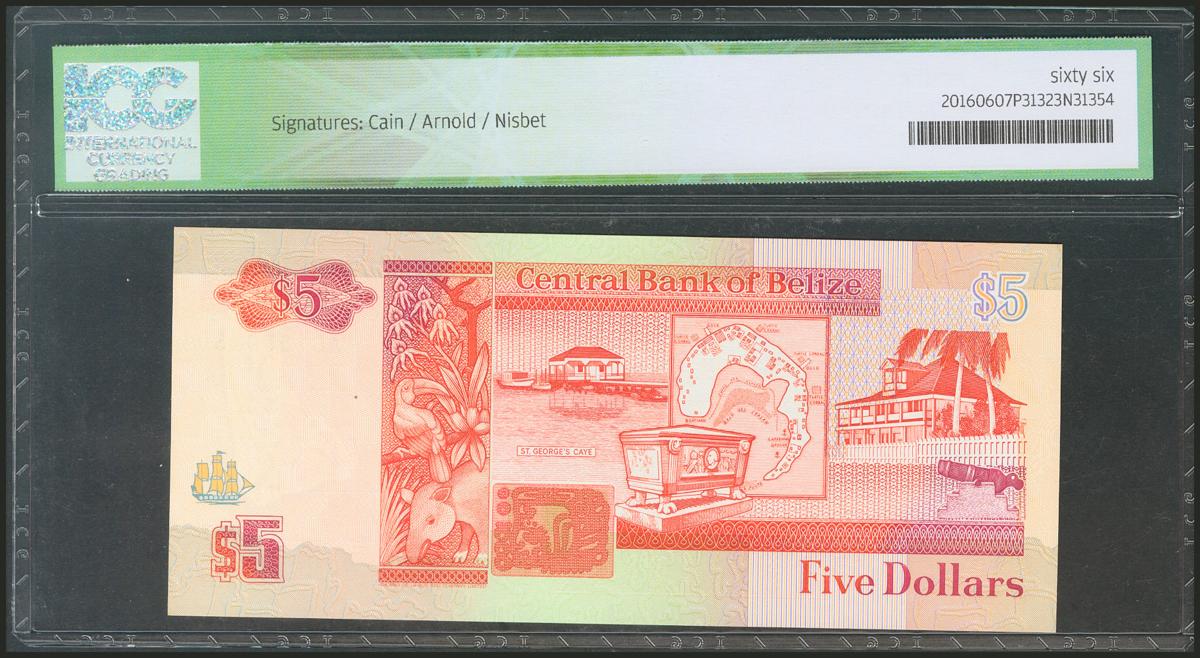 ICG
INTERNATIONAL
CURRENCY
GRADING
Signatures: Cain / Arnold / Nisbet
sixty six
20160607P31323N31354
$5
Central Bank of Belize
$5
ST. GEORGE'S CAYE
$5
Five Dollars